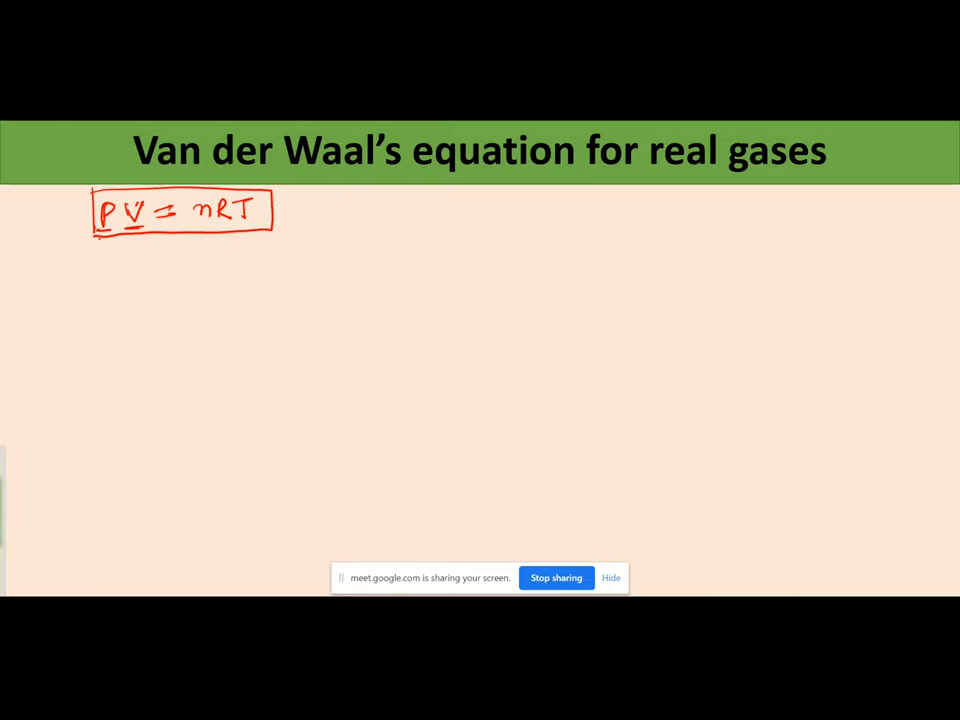 Van der Waal’s equation for real gases
PV = nRT
meet.google.com is sharing your screen. Stop sharing Hide